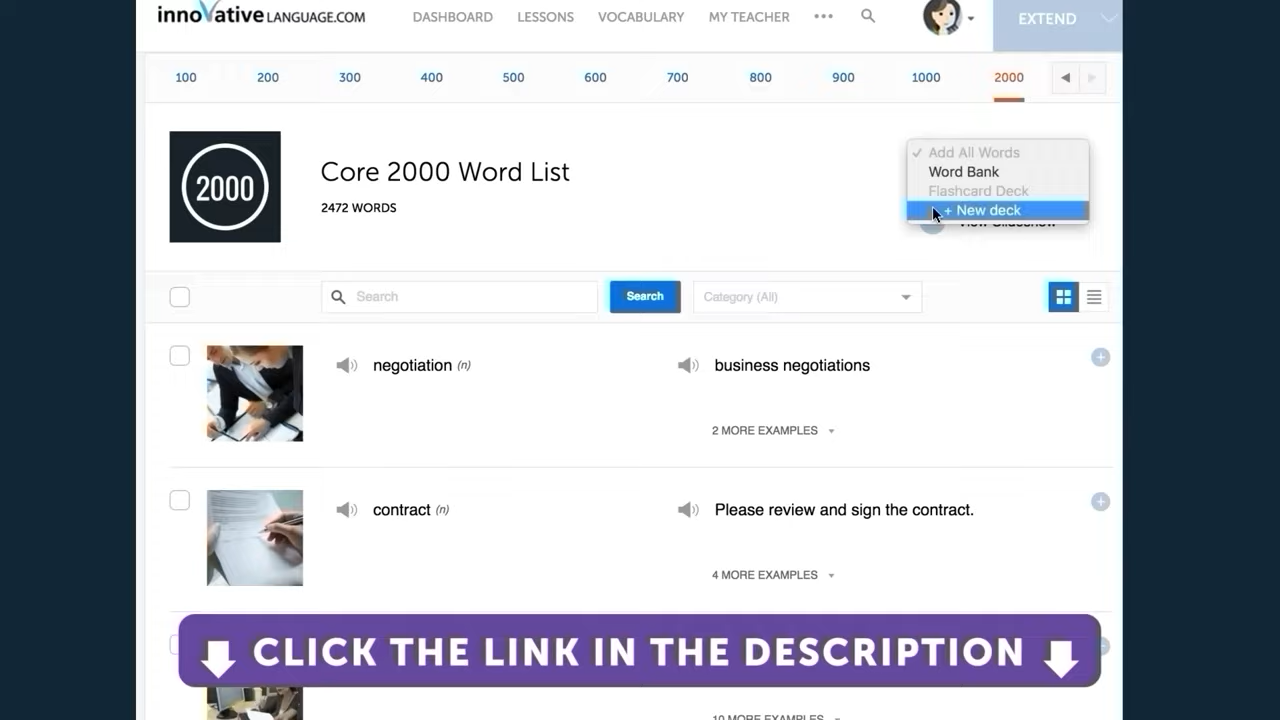 innovative LANGUAGE.COM
DASHBOARD LESSONS VOCABULARY MY TEACHER ••• EXTEND
100 200 300 400 500 600 700 800 900 1000 2000
2000
Core 2000 Word List
2472 WORDS
✓ Add All Words
Word Bank
Flashcard Deck
+ New deck
View Slideshow
Search
Search
Category (All)
negotiation (n)
business negotiations
2 MORE EXAMPLES
contract (n)
Please review and sign the contract.
4 MORE EXAMPLES
CLICK THE LINK IN THE DESCRIPTION
10 MORE EXAMPLES